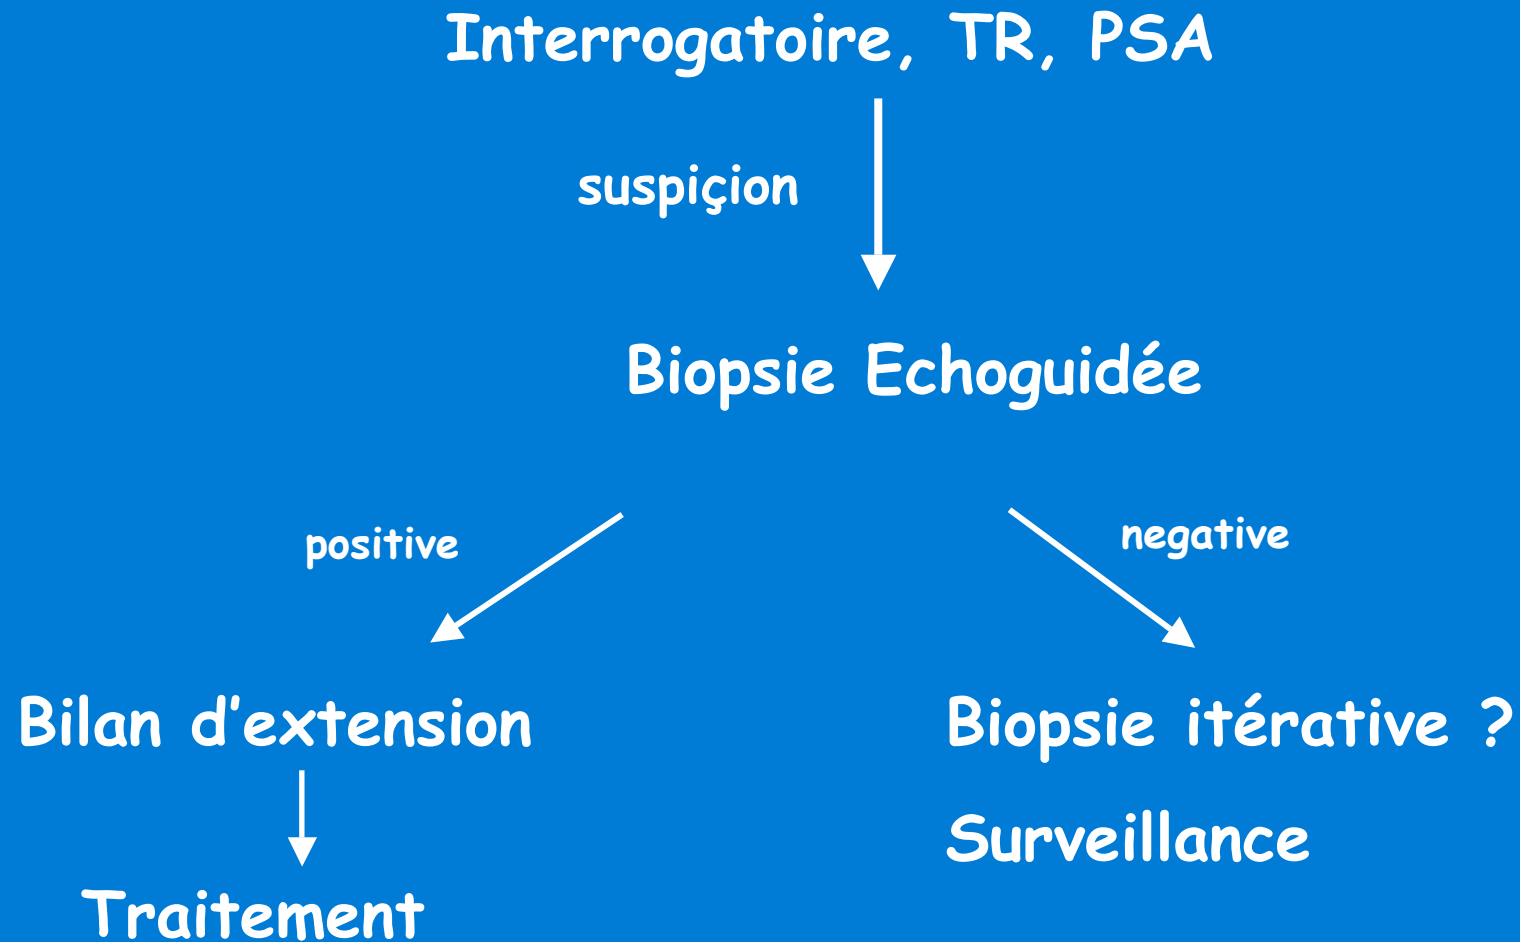 Interrogatoire, TR, PSA
suspiçion
Biopsie Echoguidée
positive
negative
Bilan d’extension
Biopsie itérative ?
Surveillance
Traitement